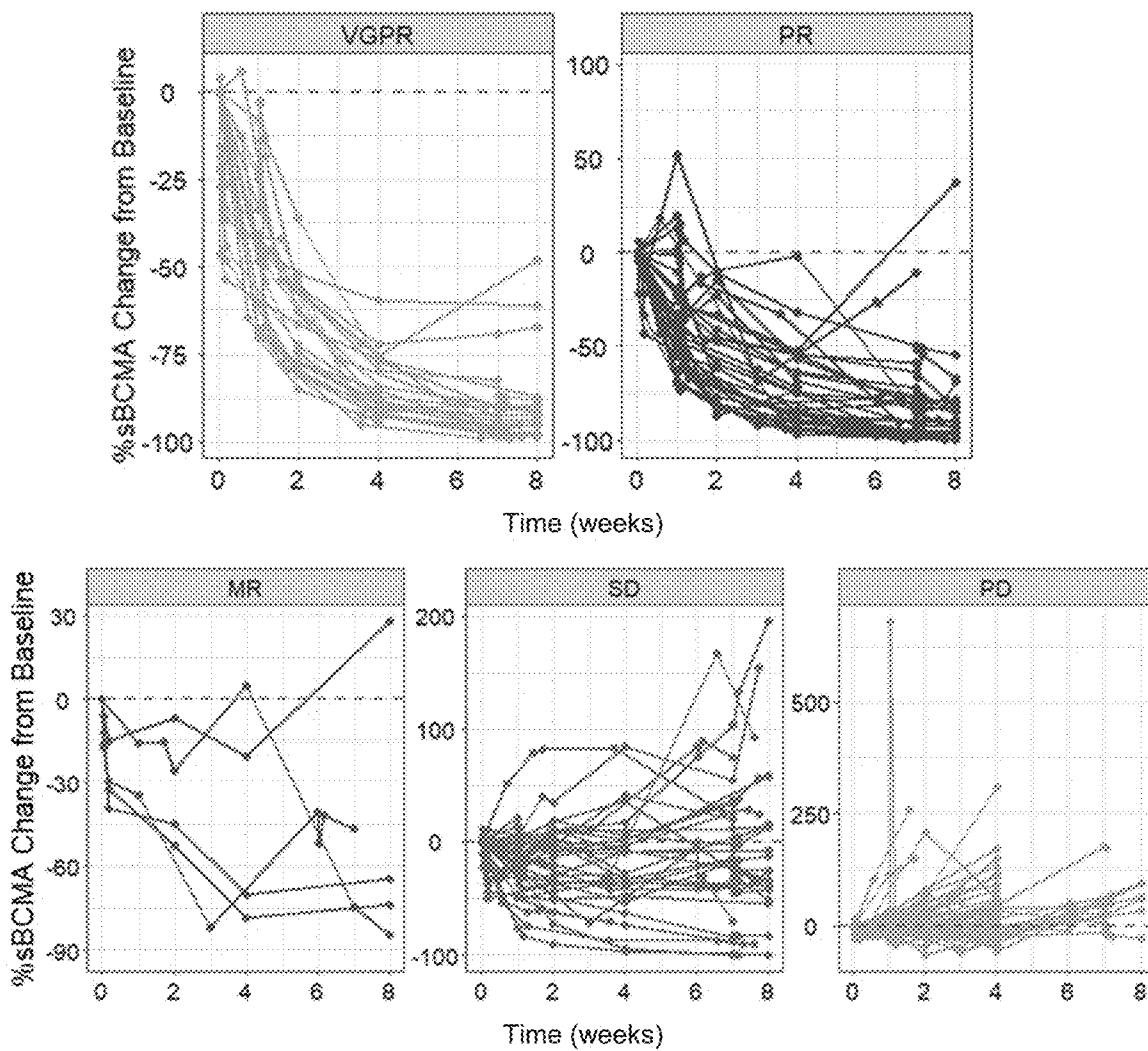 VGPR PR
%sBCMA Change from Baseline
0
-25
-50
-75
-100
100
50
0
-50
-100
0 2 4 6 8 0 2 4 6 8
Time (weeks)
MR SD PD
%sBCMA Change from Baseline
30
0
-30
-60
-90
200
100
0
-100
500
250
0
0 2 4 6 8 0 2 4 6 8 0 2 4 6 8
Time (weeks)